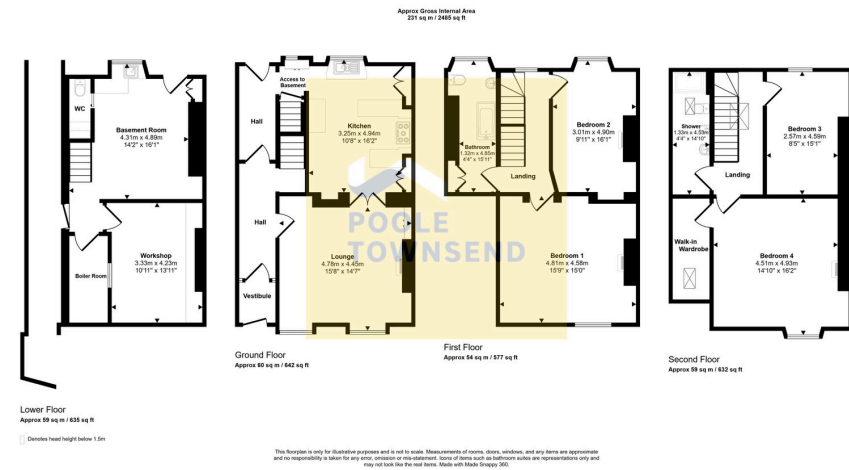 Approx Gross Internal Area
231 sq m / 2485 sq ft
WC
Basement Room
4.31m x 4.89m
14'2" x 16'1"
Workshop
3.33m x 4.23m
10'11" x 13'11"
Boiler Room
Lower Floor
Approx 59 sq m / 635 sq ft
Denotes head height below 1.5m
Access to
Basement
Hall
Kitchen
3.25m x 4.94m
10'8" x 16'2"
Hall
Lounge
4.78m x 4.45m
15'8" x 14'7"
Vestibule
Ground Floor
Approx 60 sq m / 642 sq ft
POOLE
TOWNSEND
Bathroom
1.32m x 4.85m
4'4" x 15'11"
Landing
Bedroom 2
3.01m x 4.90m
9'11" x 16'1"
Bedroom 1
4.81m x 4.58m
15'9" x 15'0"
First Floor
Approx 54 sq m / 577 sq ft
Shower
1.33m x 4.53m
4'4" x 14'10"
Bedroom 3
2.57m x 4.59m
8'5" x 15'1"
Landing
Walk-in
Wardrobe
Bedroom 4
4.51m x 4.93m
14'10" x 16'2"
Second Floor
Approx 59 sq m / 632 sq ft
This floorplan is only for illustrative purposes and is not to scale. Measurements of rooms, doors, windows, and any items are approximate
and no responsibility is taken for any error, omission or mis-statement. Icons of items such as bathroom suites are representations only and
may not look like the real items. Made with Made Snappy 360.